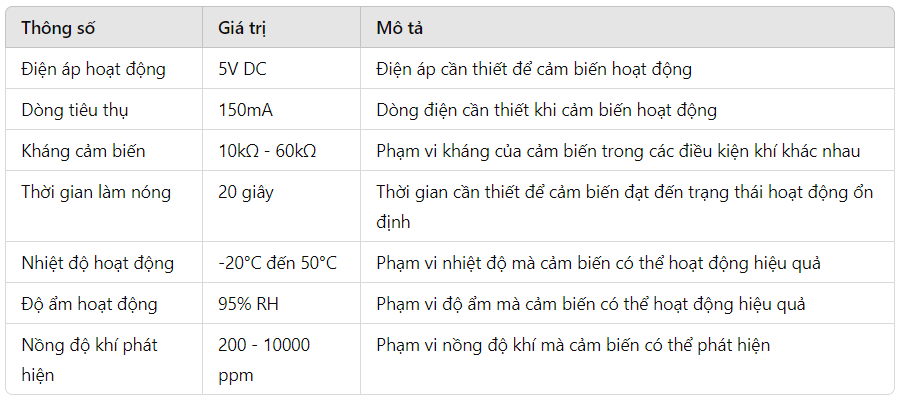 Thông số Giá trị Mô tả
Điện áp hoạt động 5V DC Điện áp cần thiết để cảm biến hoạt động
Dòng tiêu thụ 150mA Dòng điện cần thiết khi cảm biến hoạt động
Kháng cảm biến 10kΩ - 60kΩ Phạm vi kháng của cảm biến trong các điều kiện khí khác nhau
Thời gian làm nóng 20 giây Thời gian cần thiết để cảm biến đạt đến trạng thái hoạt động ổn
định
Nhiệt độ hoạt động -20°C đến 50°C Phạm vi nhiệt độ mà cảm biến có thể hoạt động hiệu quả
Độ ẩm hoạt động 95% RH Phạm vi độ ẩm mà cảm biến có thể hoạt động hiệu quả
Nồng độ khí phát 200 - 10000 Phạm vi nồng độ khí mà cảm biến có thể phát hiện
hiện ppm